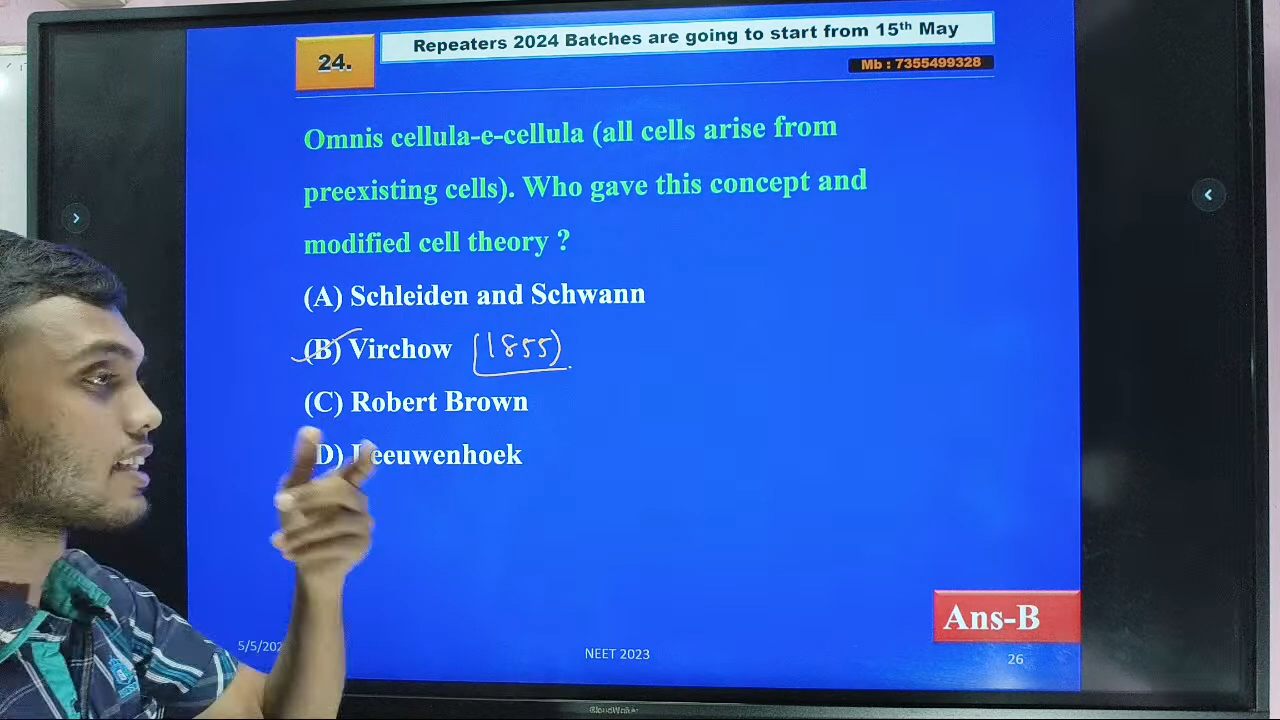 24.
Repeaters 2024 Batches are going to start from 15th May
Mb : 7355499328
Omnis cellula-e-cellula (all cells arise from
preexisting cells). Who gave this concept and
modified cell theory ?
(A) Schleiden and Schwann
(B) Virchow (1855)
(C) Robert Brown
D) Leeuwenhoek
Ans-B
NEET 2023
26
CloudWalker